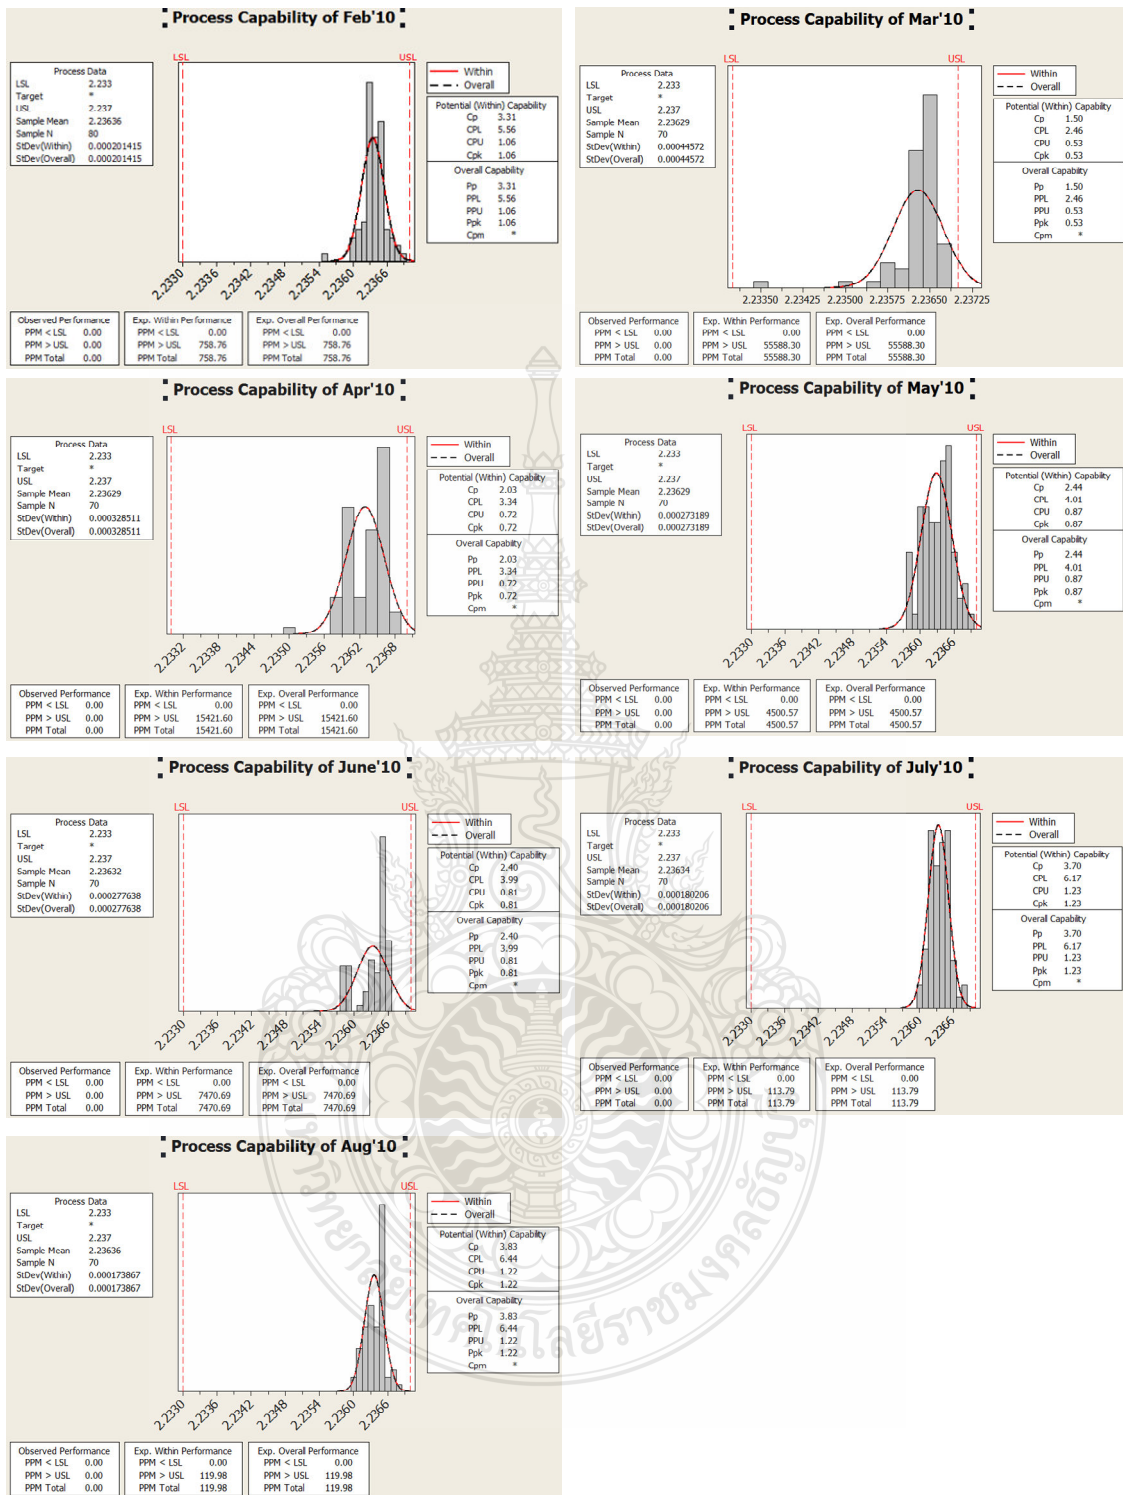 Process Capability of Feb'10
LSL
USL
Process Data
LSL 2.233
Target *
USL 2.237
Sample Mean 2.23636
Sample N 80
StDev(Within) 0.000201415
StDev(Overall) 0.000201415
Within
Overall
Potential (Within) Capability
Cp 3.31
CPL 5.56
CPU 1.06
Cpk 1.06
Overall Capability
Pp 3.31
PPL 5.56
PPU 1.06
Ppk 1.06
Cpm *
2.2330 2.2336 2.2342 2.2348 2.2354 2.2360 2.2366
Observed Performance
PPM < LSL 0.00
PPM > USL 0.00
PPM Total 0.00
Exp. Within Performance
PPM < LSL 0.00
PPM > USL 758.76
PPM Total 758.76
Exp. Overall Performance
PPM < LSL 0.00
PPM > USL 758.76
PPM Total 758.76
Process Capability of Mar'10
LSL
USL
Process Data
LSL 2.233
Target *
USL 2.237
Sample Mean 2.23629
Sample N 70
StDev(Within) 0.00044572
StDev(Overall) 0.00044572
Within
Overall
Potential (Within) Capability
Cp 1.50
CPL 2.46
CPU 0.53
Cpk 0.53
Overall Capability
Pp 1.50
PPL 2.46
PPU 0.53
Ppk 0.53
Cpm *
2.23350 2.23425 2.23500 2.23575 2.23650 2.23725
Observed Performance
PPM < LSL 0.00
PPM > USL 0.00
PPM Total 0.00
Exp. Within Performance
PPM < LSL 0.00
PPM > USL 55588.30
PPM Total 55588.30
Exp. Overall Performance
PPM < LSL 0.00
PPM > USL 55588.30
PPM Total 55588.30
Process Capability of Apr'10
LSL
USL
Process Data
LSL 2.233
Target *
USL 2.237
Sample Mean 2.23629
Sample N 70
StDev(Within) 0.000328511
StDev(Overall) 0.000328511
Within
Overall
Potential (Within) Capability
Cp 2.03
CPL 3.34
CPU 0.72
Cpk 0.72
Overall Capability
Pp 2.03
PPL 3.34
PPU 0.72
Ppk 0.72
Cpm *
2.2332 2.2338 2.2344 2.2350 2.2356 2.2362 2.2368
Observed Performance
PPM < LSL 0.00
PPM > USL 0.00
PPM Total 0.00
Exp. Within Performance
PPM < LSL 0.00
PPM > USL 15421.60
PPM Total 15421.60
Exp. Overall Performance
PPM < LSL 0.00
PPM > USL 15421.60
PPM Total 15421.60
Process Capability of May'10
LSL
USL
Process Data
LSL 2.233
Target *
USL 2.237
Sample Mean 2.23629
Sample N 70
StDev(Within) 0.000273189
StDev(Overall) 0.000273189
Within
Overall
Potential (Within) Capability
Cp 2.44
CPL 4.01
CPU 0.87
Cpk 0.87
Overall Capability
Pp 2.44
PPL 4.01
PPU 0.87
Ppk 0.87
Cpm *
2.2330 2.2336 2.2342 2.2348 2.2354 2.2360 2.2366
Observed Performance
PPM < LSL 0.00
PPM > USL 0.00
PPM Total 0.00
Exp. Within Performance
PPM < LSL 0.00
PPM > USL 4500.57
PPM Total 4500.57
Exp. Overall Performance
PPM < LSL 0.00
PPM > USL 4500.57
PPM Total 4500.57
Process Capability of June'10
LSL
USL
Process Data
LSL 2.233
Target *
USL 2.237
Sample Mean 2.23632
Sample N 70
StDev(Within) 0.000277638
StDev(Overall) 0.000277638
Within
Overall
Potential (Within) Capability
Cp 2.40
CPL 3.99
CPU 0.81
Cpk 0.81
Overall Capability
Pp 2.40
PPL 3.99
PPU 0.81
Ppk 0.81
Cpm *
2.2330 2.2336 2.2342 2.2348 2.2354 2.2360 2.2366
Observed Performance
PPM < LSL 0.00
PPM > USL 0.00
PPM Total 0.00
Exp. Within Performance
PPM < LSL 0.00
PPM > USL 7470.69
PPM Total 7470.69
Exp. Overall Performance
PPM < LSL 0.00
PPM > USL 7470.69
PPM Total 7470.69
Process Capability of July'10
LSL
USL
Process Data
LSL 2.233
Target *
USL 2.237
Sample Mean 2.23634
Sample N 70
StDev(Within) 0.000180206
StDev(Overall) 0.000180206
Within
Overall
Potential (Within) Capability
Cp 3.70
CPL 6.17
CPU 1.23
Cpk 1.23
Overall Capability
Pp 3.70
PPL 6.17
PPU 1.23
Ppk 1.23
Cpm *
2.2330 2.2336 2.2342 2.2348 2.2354 2.2360 2.2366
Observed Performance
PPM < LSL 0.00
PPM > USL 0.00
PPM Total 0.00
Exp. Within Performance
PPM < LSL 0.00
PPM > USL 113.79
PPM Total 113.79
Exp. Overall Performance
PPM < LSL 0.00
PPM > USL 113.79
PPM Total 113.79
Process Capability of Aug'10
LSL
USL
Process Data
LSL 2.233
Target *
USL 2.237
Sample Mean 2.23636
Sample N 70
StDev(Within) 0.000173867
StDev(Overall) 0.000173867
Within
Overall
Potential (Within) Capability
Cp 3.83
CPL 6.44
CPU 1.22
Cpk 1.22
Overall Capability
Pp 3.83
PPL 6.44
PPU 1.22
Ppk 1.22
Cpm *
2.2330 2.2336 2.2342 2.2348 2.2354 2.2360 2.2366
Observed Performance
PPM < LSL 0.00
PPM > USL 0.00
PPM Total 0.00
Exp. Within Performance
PPM < LSL 0.00
PPM > USL 119.98
PPM Total 119.98
Exp. Overall Performance
PPM < LSL 0.00
PPM > USL 119.98
PPM Total 119.98
มหาวิทยาลัยเทคโนโลยีราชมงคลธัญบุรี